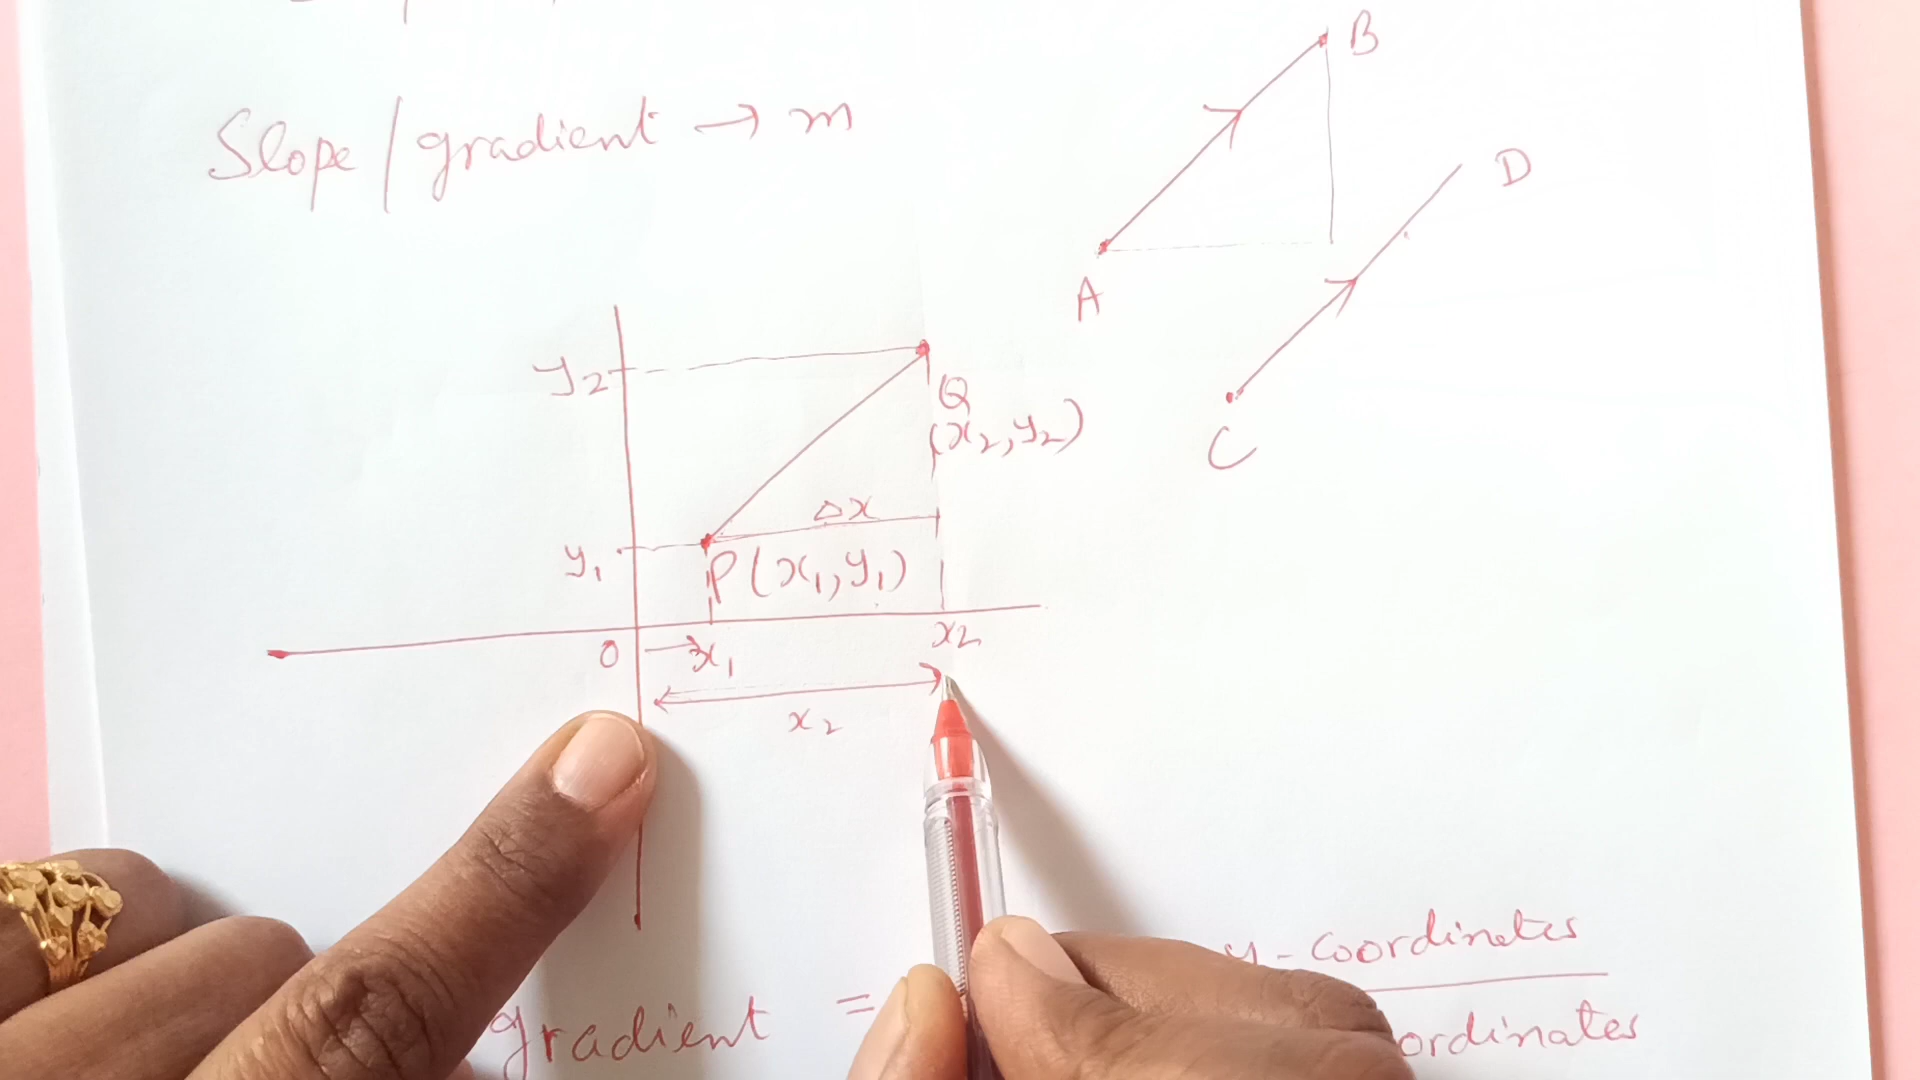 Slope/gradient → m
B
D
A
C
y₂
Q
(x₂, y₂)
Δx
y₁
P(x₁, y₁)
0
x₁
x₂
x₂
y-coordinates
gradient =
ordinates